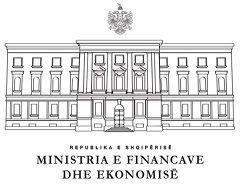 REPUBLIKA E SHQIPËRISË
MINISTRIA E FINANCAVE
DHE EKONOMISË